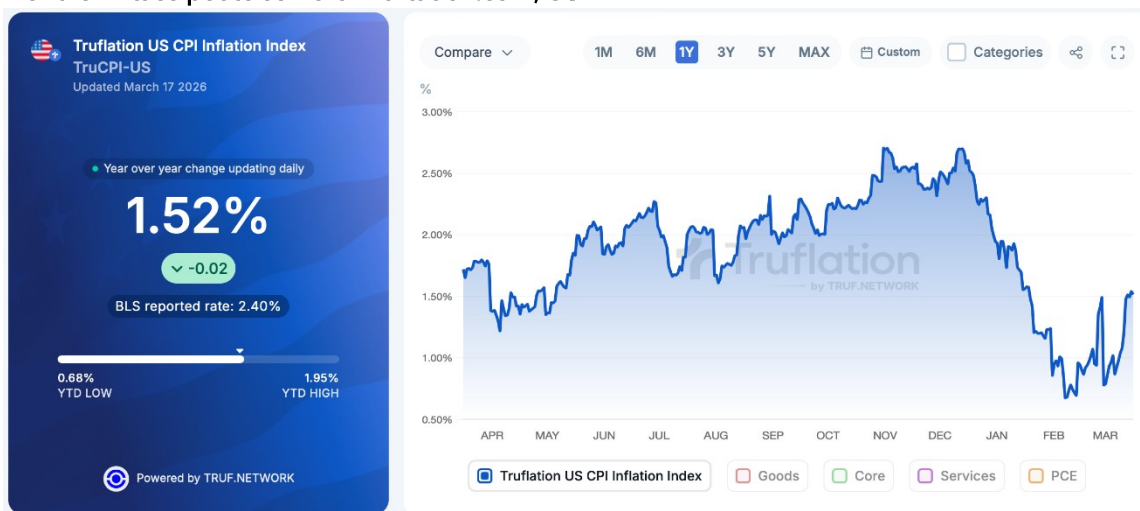 Truflation US CPI Inflation Index
TruCPI-US
Updated March 17 2026
Year over year change updating daily
1.52%
-0.02
BLS reported rate: 2.40%
0.68%
YTD LOW
1.95%
YTD HIGH
Powered by TRUF.NETWORK
Compare
1M 6M 1Y 3Y 5Y MAX Custom Categories
%
3.00%
2.50%
2.00%
1.50%
1.00%
0.50%
Truflation
by TRUF.NETWORK
APR MAY JUN JUL AUG SEP OCT NOV DEC JAN FEB MAR
Truflation US CPI Inflation Index Goods Core Services PCE